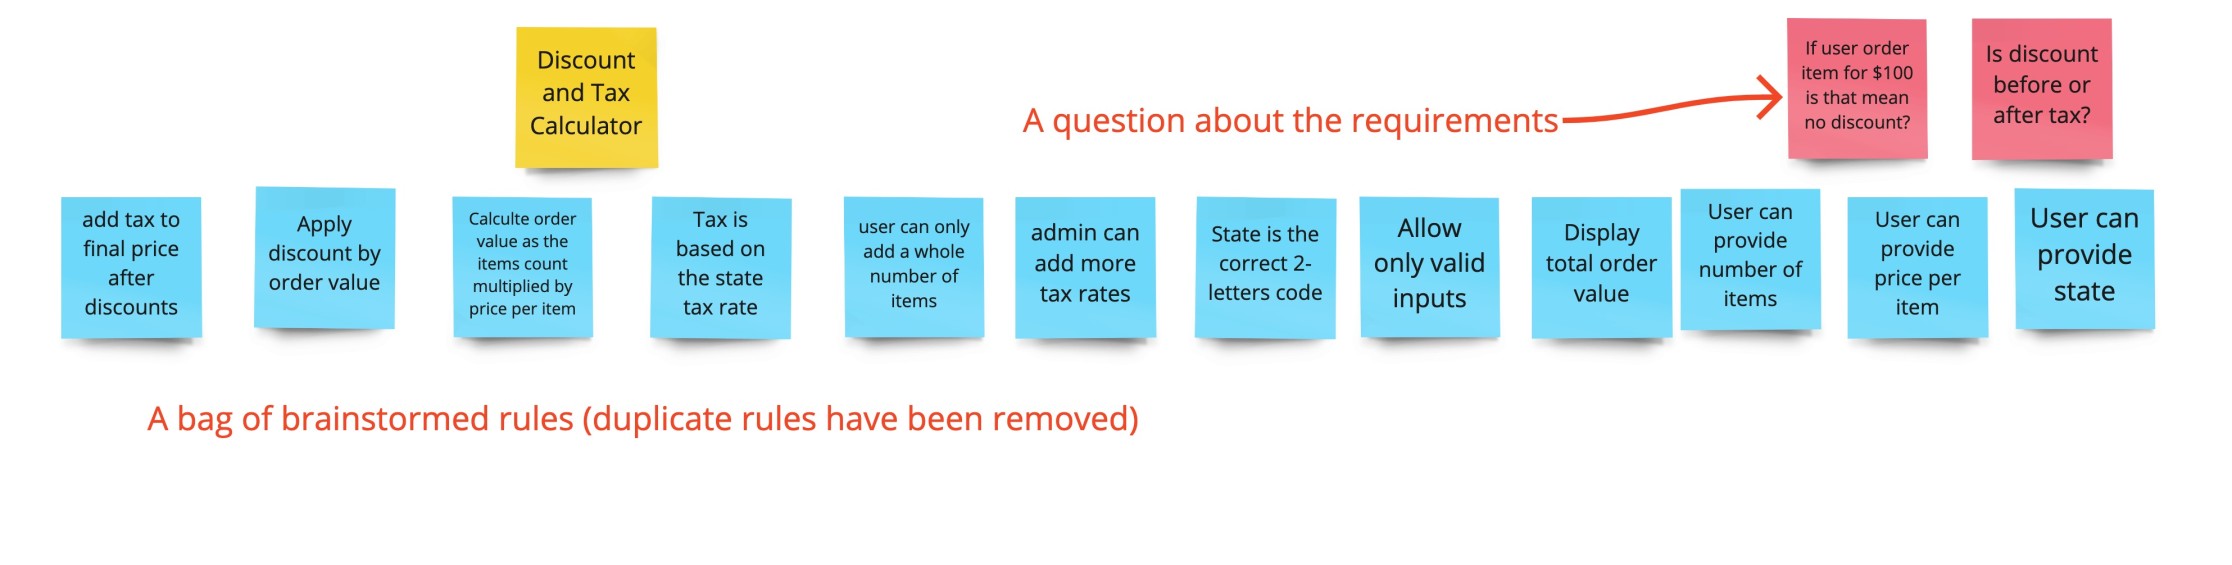 Discount
and Tax
Calculator
A question about the requirements
If user order
item for $100
is that mean
no discount?
Is discount
before or
after tax?
add tax to
final price
after
discounts
Apply
discount by
order value
Calculte order
value as the
items count
multiplied by
price per item
Tax is
based on
the state
tax rate
user can only
add a whole
number of
items
admin can
add more
tax rates
State is the
correct 2-
letters code
Allow
only valid
inputs
Display
total order
value
User can
provide
number of
items
User can
provide
price per
item
User can
provide
state
A bag of brainstormed rules (duplicate rules have been removed)